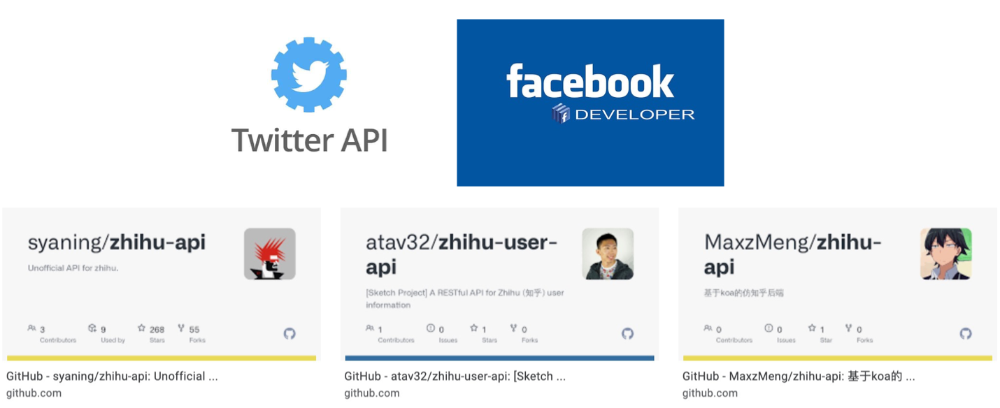 Twitter API
facebook
DEVELOPER
syaning/zhihu-api
Unofficial API for zhihu.
3
Contributors
9
Used by
268
Stars
55
Forks
GitHub - syaning/zhihu-api: Unofficial ...
github.com
atav32/zhihu-user-
api
[Sketch Project] A RESTful API for Zhihu (知乎) user
information
1
Contributors
0
Issues
1
Stars
0
Forks
GitHub - atav32/zhihu-user-api: [Sketch ...
github.com
MaxzMeng/zhihu-
api
基于koa的仿知乎后端
0
Contributors
0
Issues
1
Star
0
Forks
GitHub - MaxzMeng/zhihu-api: 基于koa的 ...
github.com